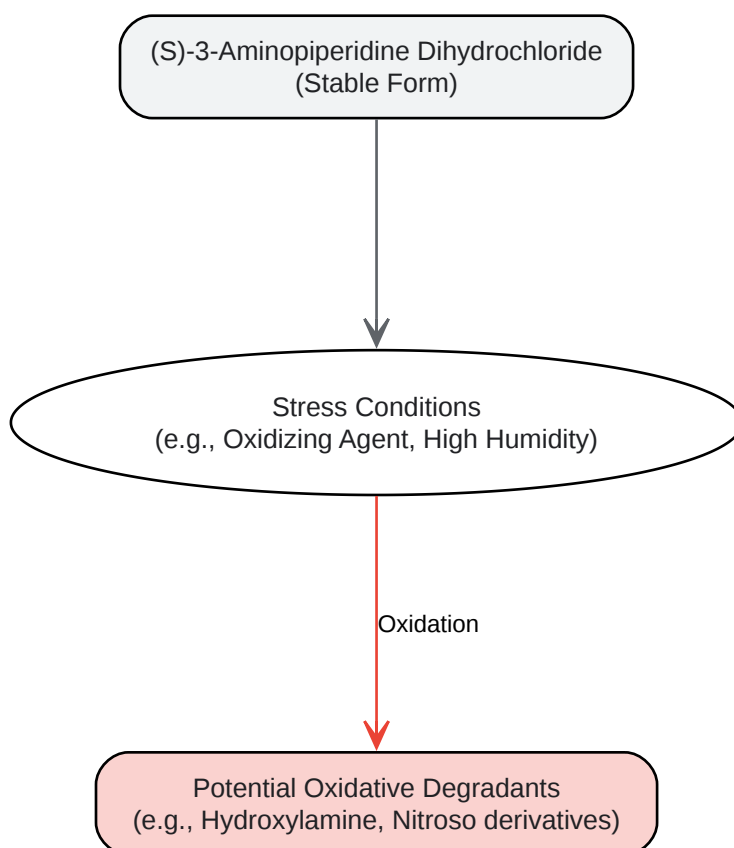 (S)-3-Aminopiperidine Dihydrochloride
(Stable Form)
Stress Conditions
(e.g., Oxidizing Agent, High Humidity)
Oxidation
Potential Oxidative Degradants
(e.g., Hydroxylamine, Nitroso derivatives)